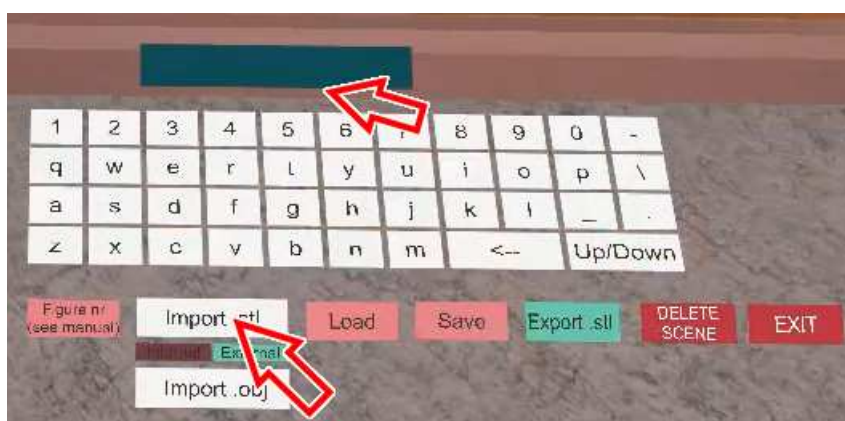 1 2 3 4 5 6 7 8 9 0 -
q w e r t y u i o p \
a s d f g h j k l _ .
z x c v b n m <-- Up/Down
Figure nr
(see manual)
Import .stl
Load
Save
Export .stl
DELETE
SCENE
EXIT
External
Import .obj